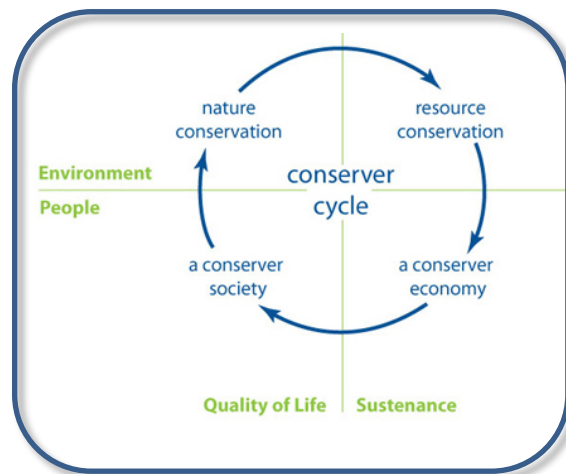 nature
conservation
resource
conservation
Environment
People
conserver
cycle
a conserver
society
a conserver
economy
Quality of Life
Sustenance